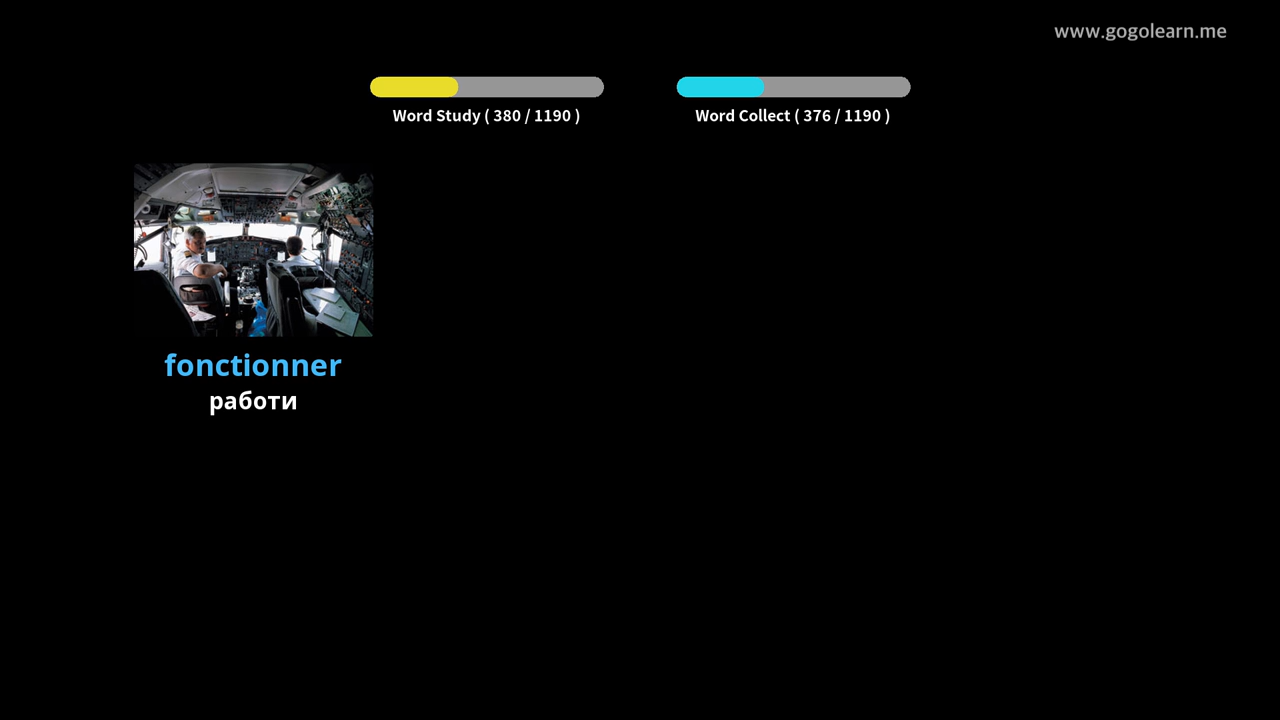 www.gogolearn.me
Word Study ( 380 / 1190 )
Word Collect ( 376 / 1190 )
fonctionner
работи